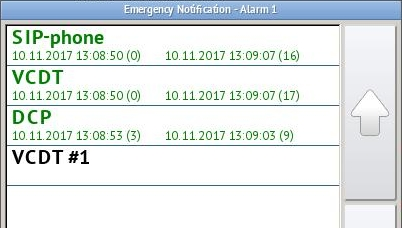 Emergency Notification - Alarm 1
SIP-phone
10.11.2017 13:08:50 (0) 10.11.2017 13:09:07 (16)
VCDT
10.11.2017 13:08:50 (0) 10.11.2017 13:09:07 (17)
DCP
10.11.2017 13:08:53 (3) 10.11.2017 13:09:03 (9)
VCDT #1